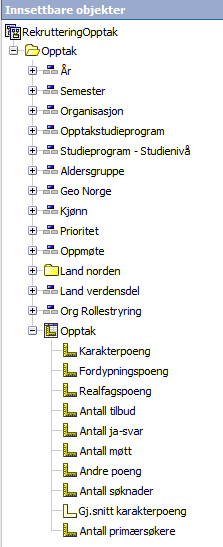 Innsettbare objekter
RekrutteringOpptak
Opptak
År
Semester
Organisasjon
Opptakstudieprogram
Studieprogram - Studienivå
Aldersgruppe
Geo Norge
Kjønn
Prioritet
Oppmøte
Land norden
Land verdensdel
Org Rollestryring
Opptak
Karakterpoeng
Fordypningspoeng
Realfagspoeng
Antall tilbud
Antall ja-svar
Antall møtt
Andre poeng
Antall søknader
Gj.snitt karakterpoeng
Antall primærsøkere